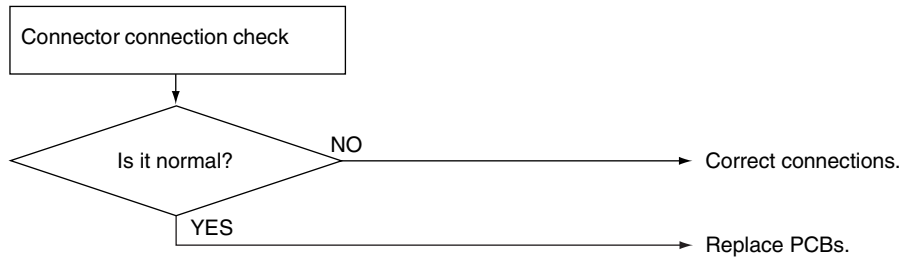 Connector connection check
Is it normal?
NO
Correct connections.
YES
Replace PCBs.